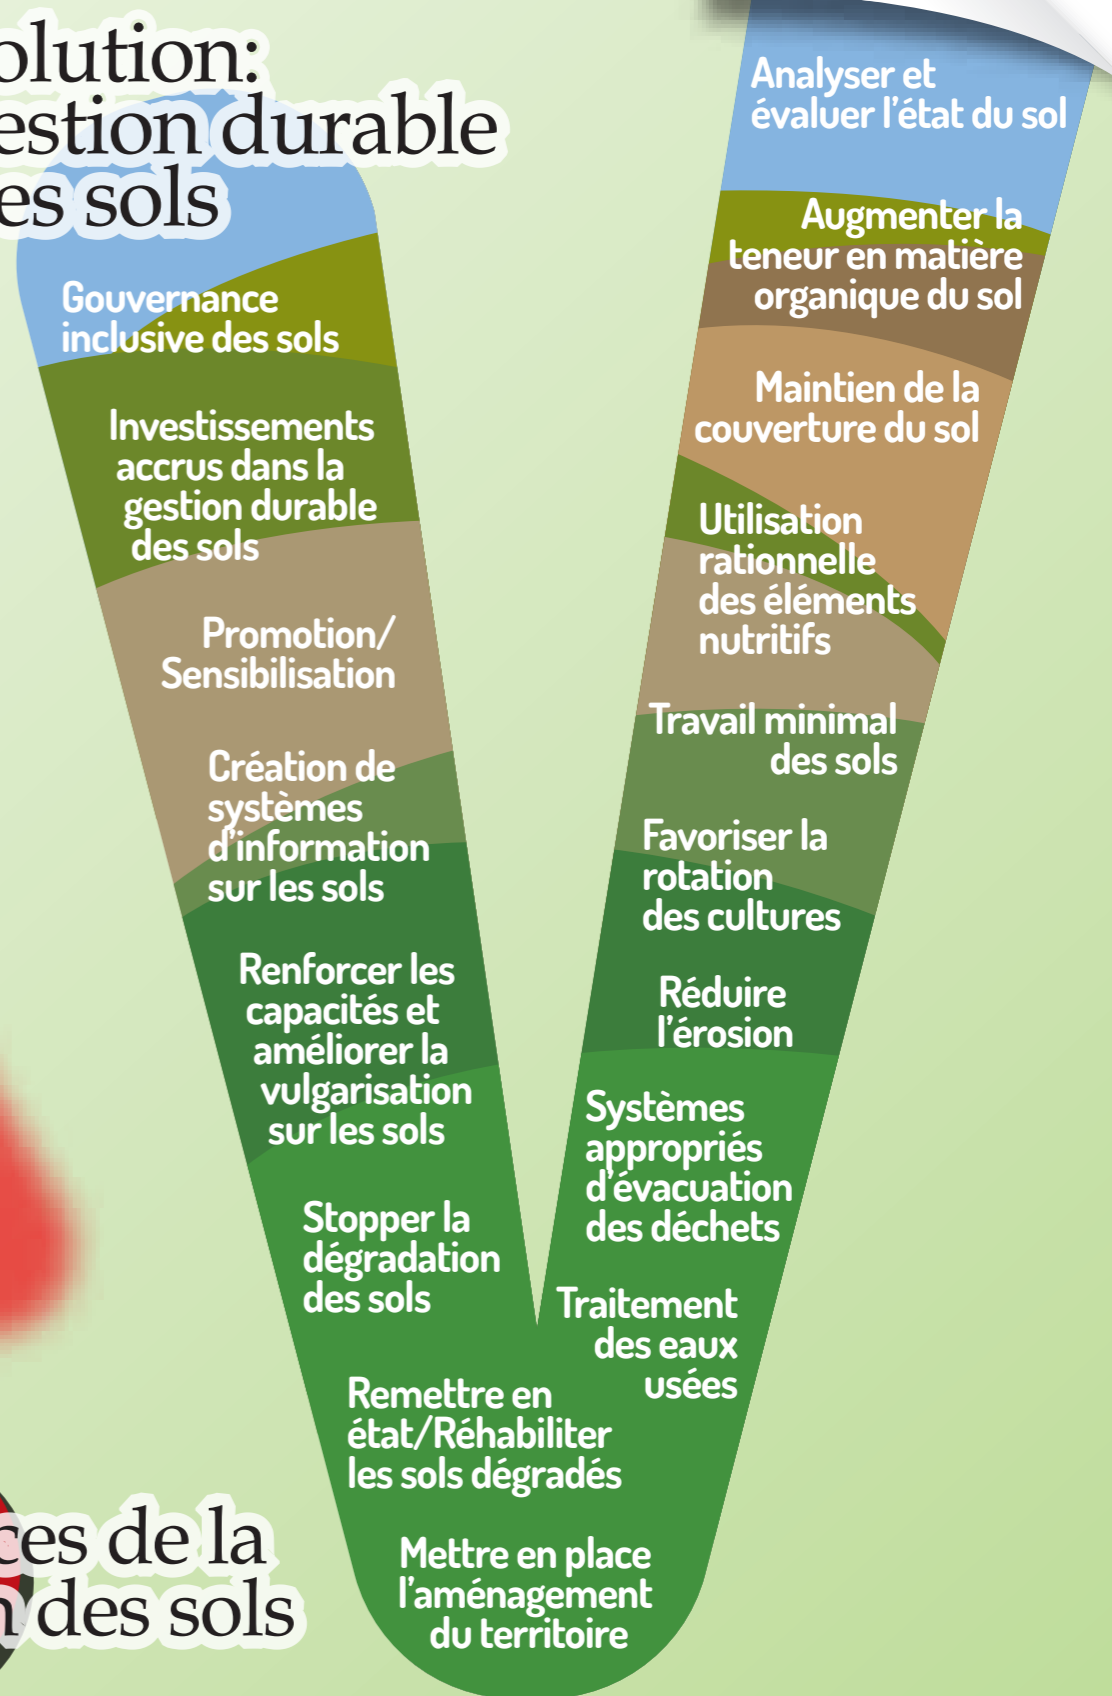 olution:
estion durable
es sols
Gouvernance
inclusive des sols
Investissements
accrus dans la
gestion durable
des sols
Promotion/
Sensibilisation
Création de
systèmes
d'information
sur les sols
Renforcer les
capacités et
améliorer la
vulgarisation
sur les sols
Stopper la
dégradation
des sols
Remettre en
état/Réhabiliter
les sols dégradés
Mettre en place
l'aménagement
du territoire
Analyser et
évaluer l'état du sol
Augmenter la
teneur en matière
organique du sol
Maintien de la
couverture du sol
Utilisation
rationnelle
des éléments
nutritifs
Travail minimal
des sols
Favoriser la
rotation
des cultures
Réduire
l'érosion
Systèmes
appropriés
d'évacuation
des déchets
Traitement
des eaux
usées
ces de la
n des sols